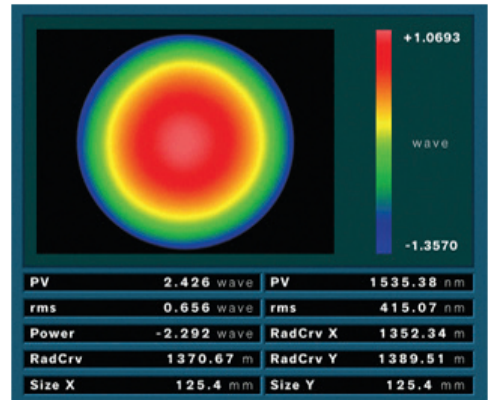 +1.0693
wave
-1.3570
PV 2.426 wave PV 1535.38 nm
rms 0.656 wave rms 415.07 nm
Power -2.292 wave RadCrv X 1352.34 m
RadCrv 1370.67 m RadCrv Y 1389.51 m
Size X 125.4 mm Size Y 125.4 mm